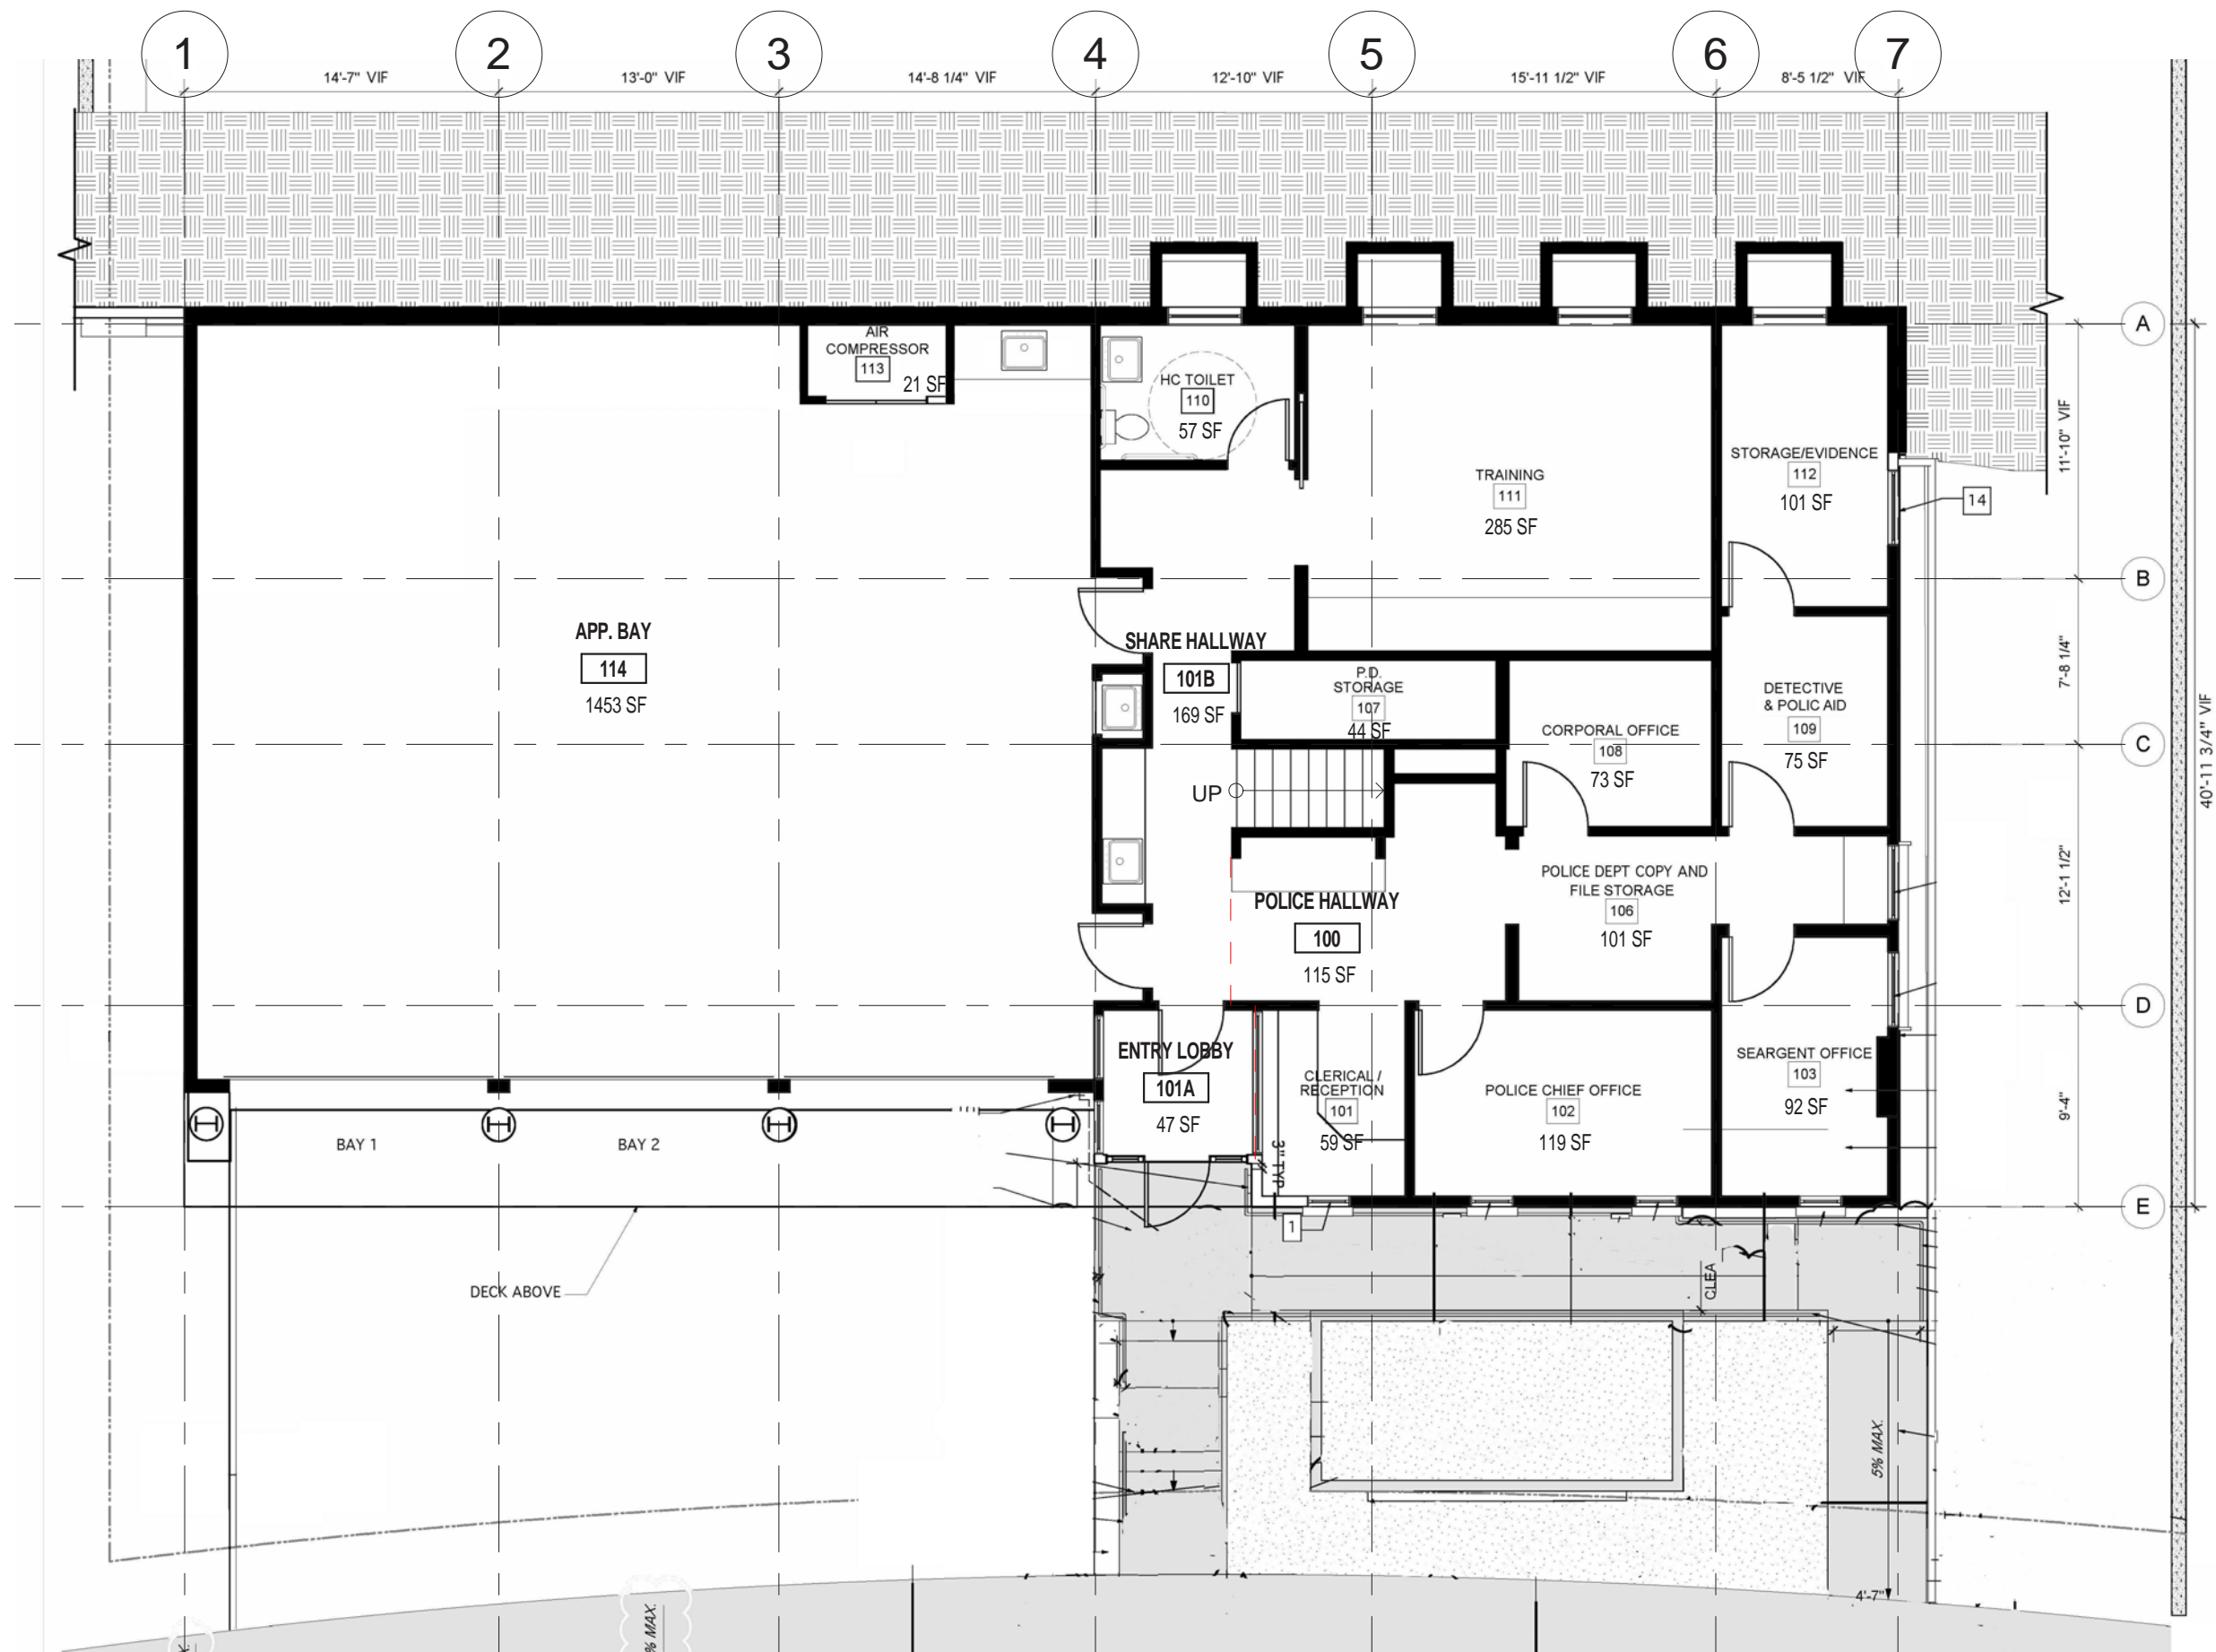 1
2
3
4
5
6
7
14'-7" VIF
13'-0" VIF
14'-8 1/4" VIF
12'-10" VIF
15'-11 1/2" VIF
8'-5 1/2" VIF
A
AIR
COMPRESSOR
113
21 SF
HC TOILET
110
57 SF
TRAINING
111
285 SF
STORAGE/EVIDENCE
112
101 SF
14
11'-10" VIF
B
APP. BAY
114
1453 SF
SHARE HALLWAY
101B
169 SF
P.D.
STORAGE
107
44 SF
CORPORAL OFFICE
108
73 SF
DETECTIVE
& POLIC AID
109
75 SF
7'-8 1/4"
40'-11 3/4" VIF
C
UP
POLICE DEPT COPY AND
FILE STORAGE
106
101 SF
POLICE HALLWAY
100
115 SF
12'-1 1/2"
D
ENTRY LOBBY
101A
47 SF
CLERICAL /
RECEPTION
101
59 SF
3" TYP
POLICE CHIEF OFFICE
102
119 SF
SEARGENT OFFICE
103
92 SF
9'-4"
BAY 1
BAY 2
E
1
DECK ABOVE
CLEA
5% MAX.
4'-7"
% MAX.